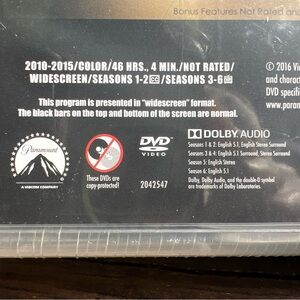 Bonus Features Not Rated and
2010-2015/COLOR/46 HRS., 4 MIN./NOT RATED/
WIDESCREEN/SEASONS 1-2 CC/SEASONS 3-6
© 2016 Vi
and charac
DVD specifi
This program is presented in "widescreen" format.
The black bars on the top and bottom of the screen are normal.
Paramount
A VIACOM COMPANY
These DVDs are
copy-protected!
DVD
VIDEO
2042547
DOLBY AUDIO
Seasons 1 & 2: English 5.1, English Stereo Surround
Seasons 3 & 4: English 5.1 Surround, Stereo Surround
Season 5: English Stereo
Season 6: English 5.1
Dolby, Dolby Audio, and the double-D symbol
are trademarks of Dolby Laboratories.